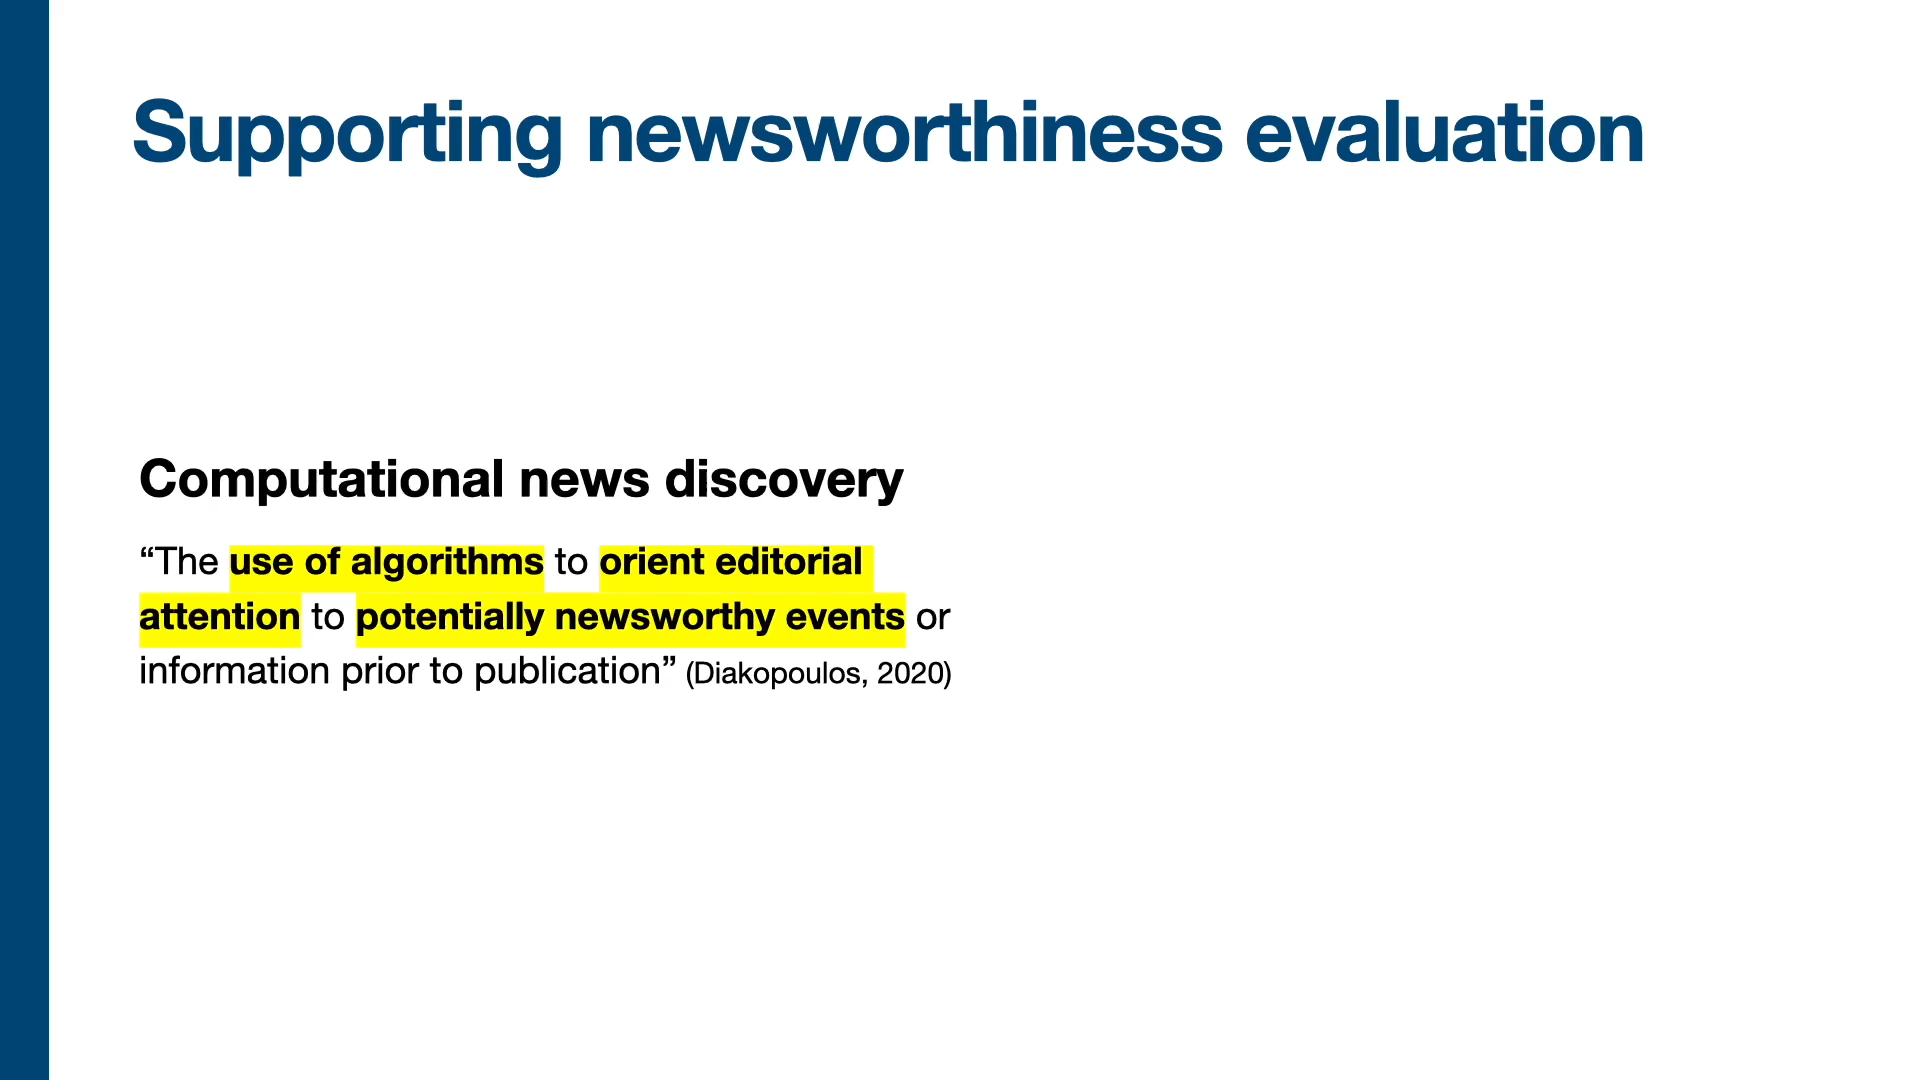 Supporting newsworthiness evaluation
Computational news discovery
“The use of algorithms to orient editorial
attention to potentially newsworthy events or
information prior to publication” (Diakopoulos, 2020)